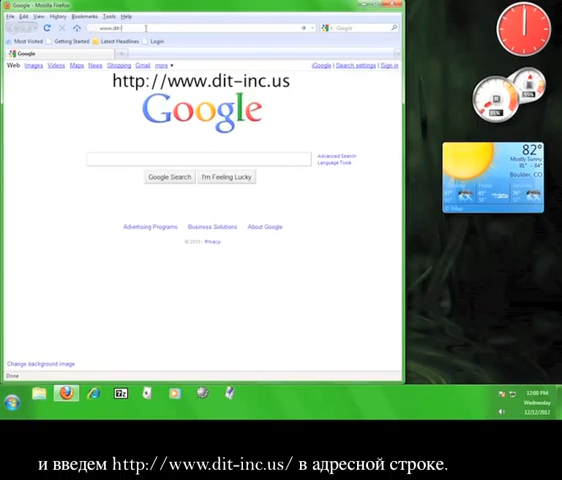 Google - Mozilla Firefox
File Edit View History Bookmarks Tools Help
www.dit-i
Google
Most Visited Getting Started Latest Headlines Login
Google
Web Images Videos Maps News Shopping Gmail more
iGoogle | Search settings | Sign in
http://www.dit-inc.us
Google
Advanced Search
Language Tools
Google Search I'm Feeling Lucky
Advertising Programs Business Solutions About Google
© 2010 - Privacy
Change background image
Done
82°
Mostly Sunny
Boulder, CO
12:00 PM
Wednesday
12/12/2012
и введем http://www.dit-inc.us/ в адресной строке.